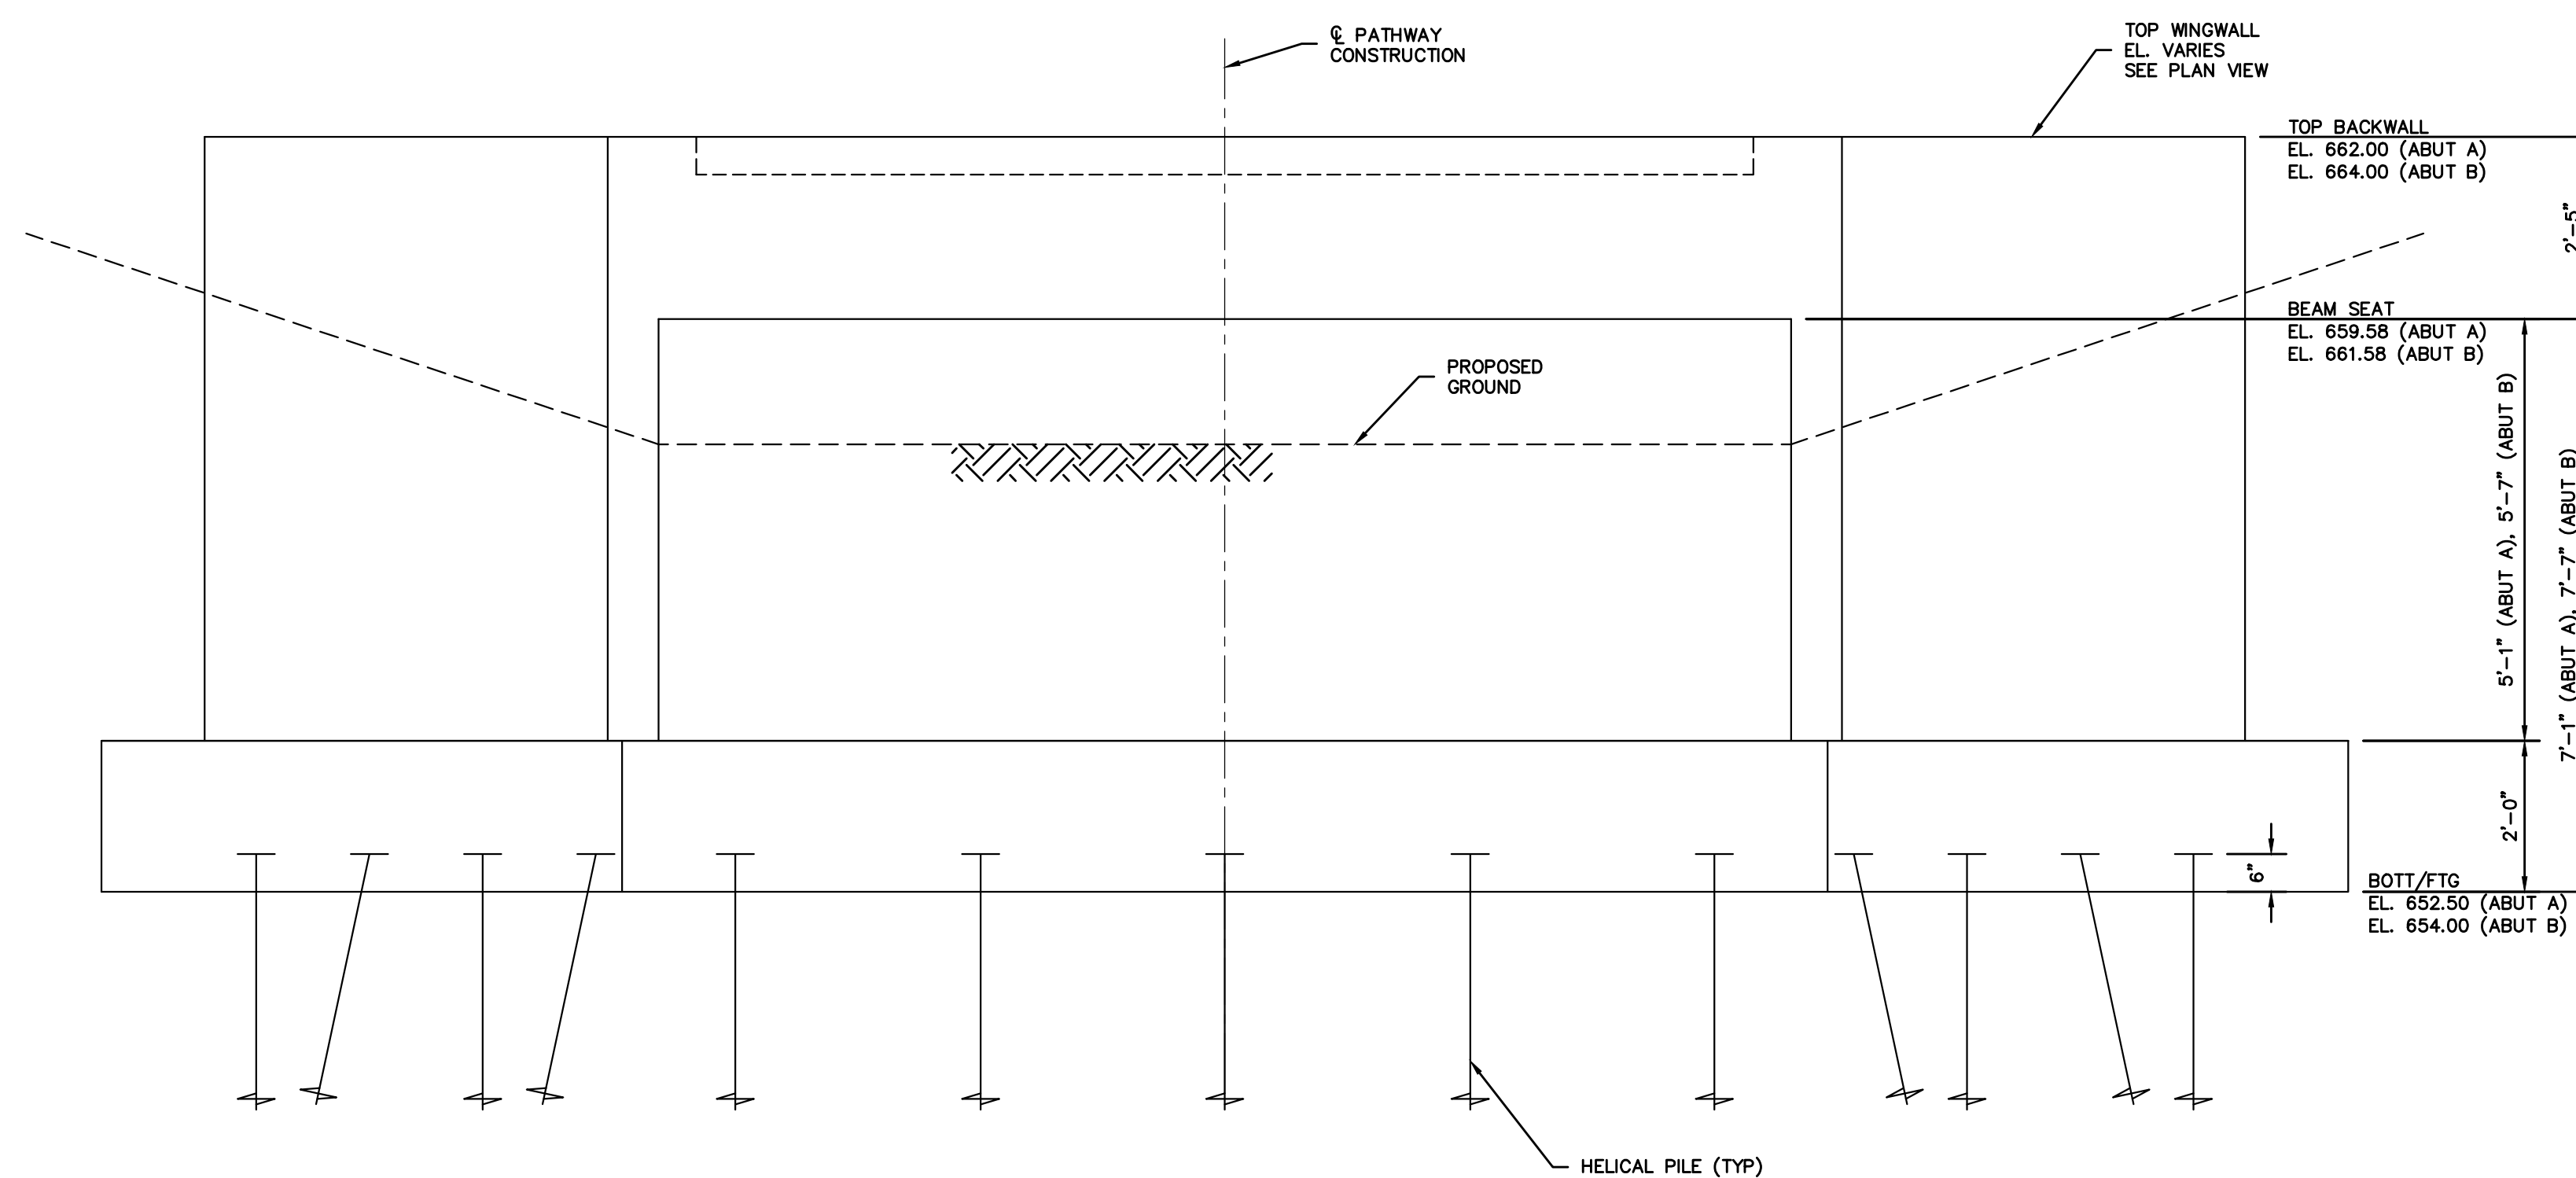 ℄ PATHWAY
CONSTRUCTION
TOP WINGWALL
EL. VARIES
SEE PLAN VIEW
TOP BACKWALL
EL. 662.00 (ABUT A)
EL. 664.00 (ABUT B)
2'-5"
BEAM SEAT
EL. 659.58 (ABUT A)
EL. 661.58 (ABUT B)
PROPOSED
GROUND
5'-1" (ABUT A), 5'-7" (ABUT B)
7'-1" (ABUT A), 7'-7" (ABUT B)
2'-0"
6"
BOTT/FTG
EL. 652.50 (ABUT A)
EL. 654.00 (ABUT B)
HELICAL PILE (TYP)